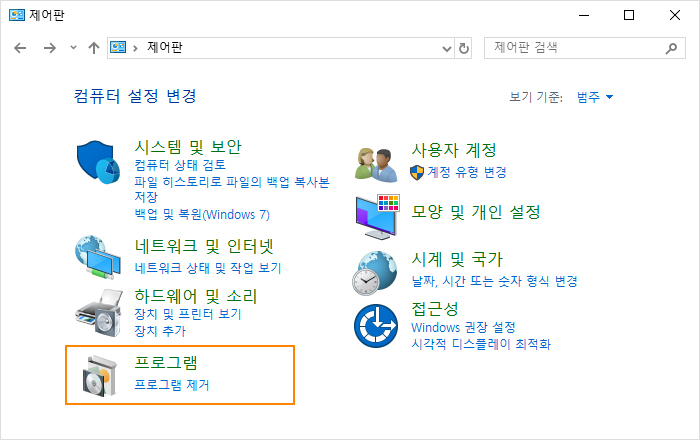 제어판
제어판
제어판 검색
컴퓨터 설정 변경
보기 기준: 범주
시스템 및 보안
컴퓨터 상태 검토
파일 히스토리로 파일의 백업 복사본
저장
백업 및 복원(Windows 7)
네트워크 및 인터넷
네트워크 상태 및 작업 보기
하드웨어 및 소리
장치 및 프린터 보기
장치 추가
프로그램
프로그램 제거
사용자 계정
계정 유형 변경
모양 및 개인 설정
시계 및 국가
날짜, 시간 또는 숫자 형식 변경
접근성
Windows 권장 설정
시각적 디스플레이 최적화